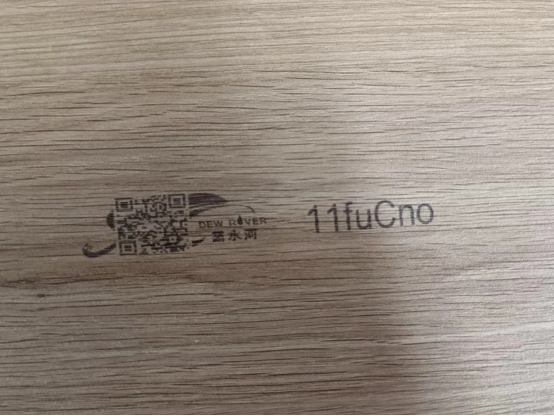 DEW RIVER
露水河
11fuCno